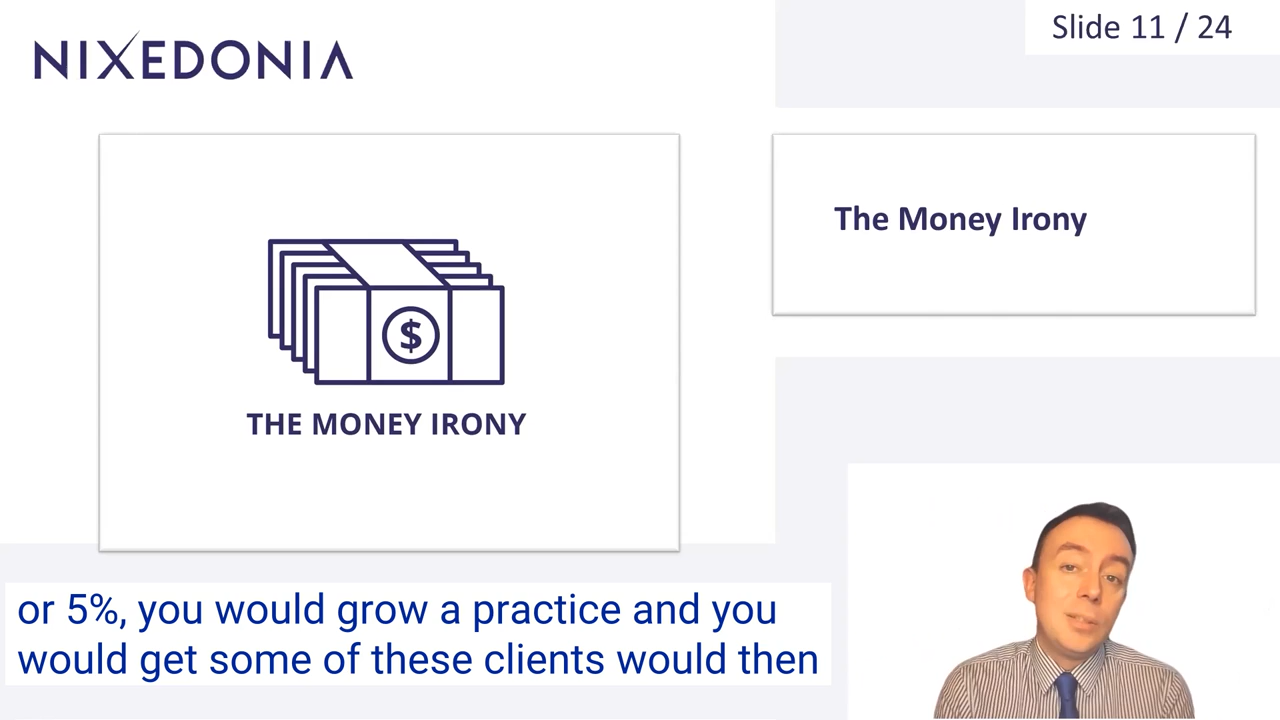 NIXEDONIA
Slide 11 / 24
$
THE MONEY IRONY
The Money Irony
or 5%, you would grow a practice and you
would get some of these clients would then